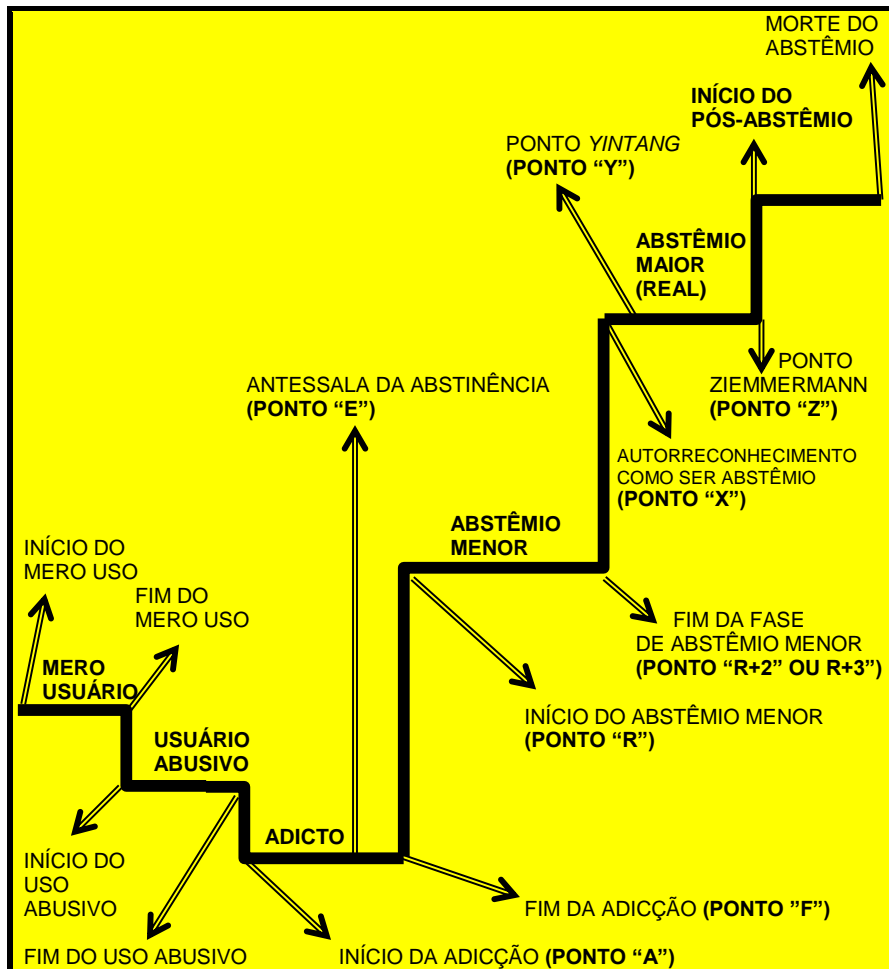 MORTE DO
ABSTÊMIO
INÍCIO DO
PÓS-ABSTÊMIO
PONTO YINTANG
(PONTO “Y”)
ABSTÊMIO
MAIOR
(REAL)
PONTO
ZIEMMERMANN
(PONTO “Z”)
ANTESSALA DA ABSTINÊNCIA
(PONTO “E”)
AUTORRECONHECIMENTO
COMO SER ABSTÊMIO
(PONTO “X”)
ABSTÊMIO
MENOR
INÍCIO DO
MERO USO
FIM DO
MERO USO
FIM DA FASE
DE ABSTÊMIO MENOR
(PONTO “R+2” OU R+3”)
MERO
USUÁRIO
INÍCIO DO ABSTÊMIO MENOR
(PONTO “R”)
USUÁRIO
ABUSIVO
ADICTO
INÍCIO DO
USO
ABUSIVO
FIM DA ADICÇÃO (PONTO ”F”)
FIM DO USO ABUSIVO
INÍCIO DA ADICÇÃO (PONTO “A”)